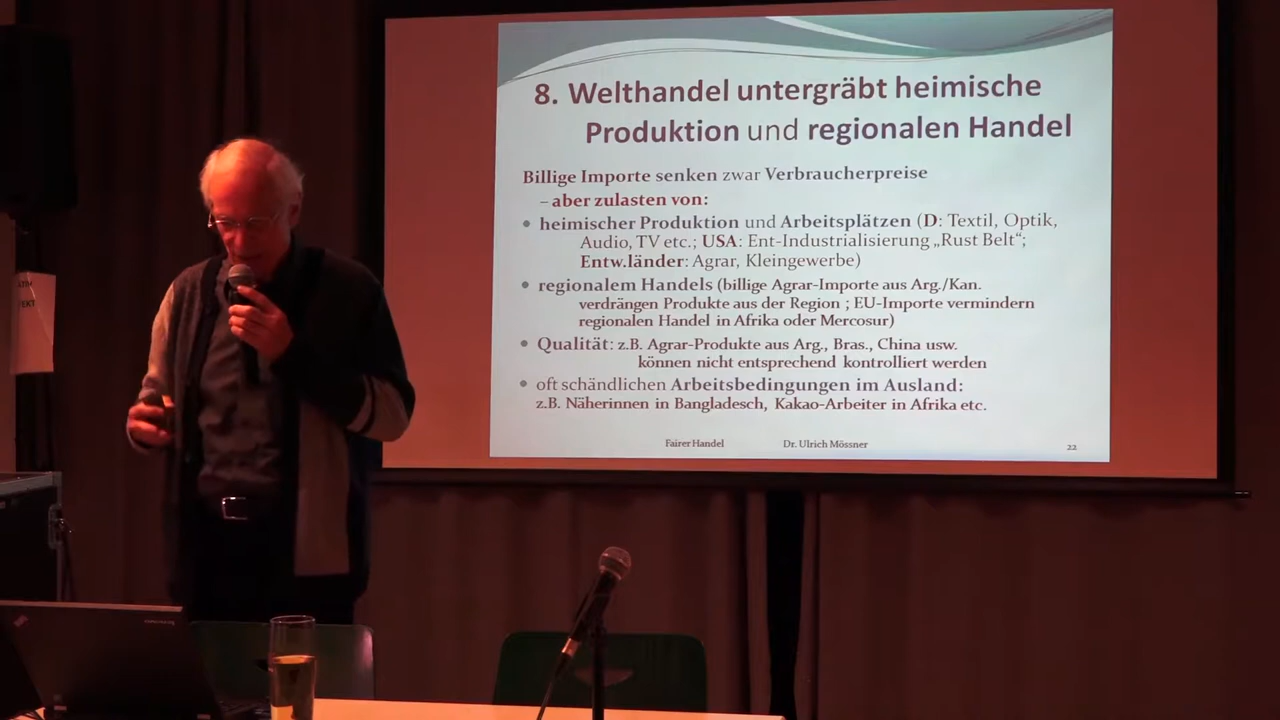 8. Welthandel untergräbt heimische
Produktion und regionalen Handel
Billige Importe senken zwar Verbraucherpreise
– aber zulasten von:
• heimischer Produktion und Arbeitsplätzen (D: Textil, Optik,
Audio, TV etc.; USA: Ent-Industrialisierung „Rust Belt“;
Entw.länder: Agrar, Kleingewerbe)
• regionalem Handels (billige Agrar-Importe aus Arg./Kan.
verdrängen Produkte aus der Region ; EU-Importe vermindern
regionalen Handel in Afrika oder Mercosur)
• Qualität: z.B. Agrar-Produkte aus Arg., Bras., China usw.
können nicht entsprechend kontrolliert werden
• oft schändlichen Arbeitsbedingungen im Ausland:
z.B. Näherinnen in Bangladesch, Kakao-Arbeiter in Afrika etc.
Fairer Handel Dr. Ulrich Mössner 22